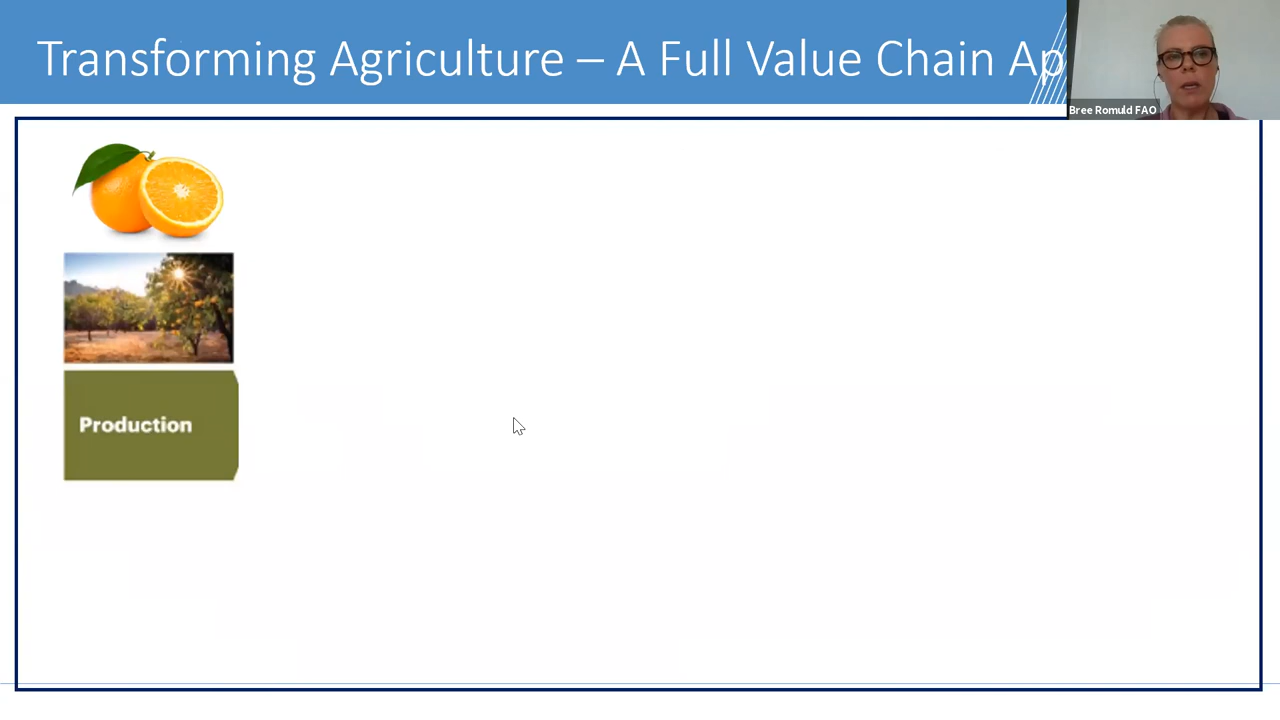 Transforming Agriculture – A Full Value Chain Ap
Bree Romuld FAO
Production